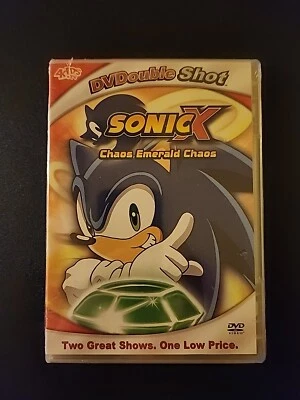 4KIDS
DVDouble Shot
SONIC X
Chaos Emerald Chaos
DVD
VIDEO
Two Great Shows. One Low Price.